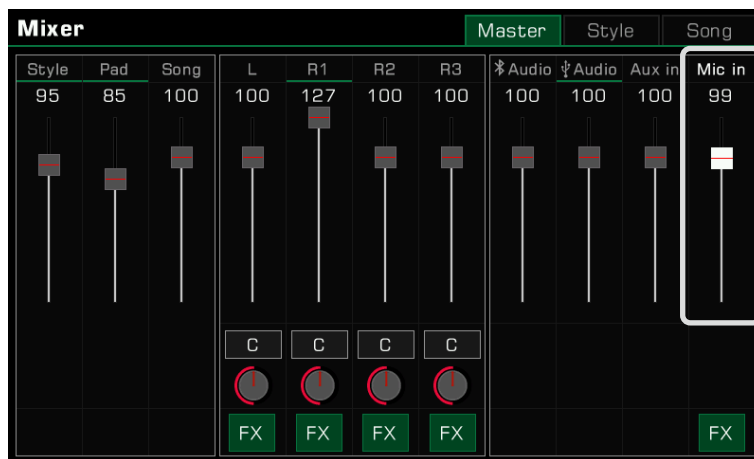 Mixer Master Style Song
Style Pad Song L R1 R2 R3 Audio Audio Aux in Mic in
95 85 100 100 127 100 100 100 100 100 99
C C C C
FX FX FX FX FX